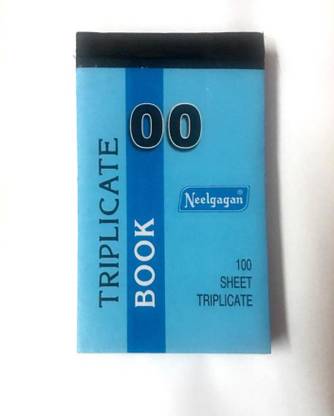 TRIPLICATE
BOOK
00
Neelgagan®
100
SHEET
TRIPLICATE